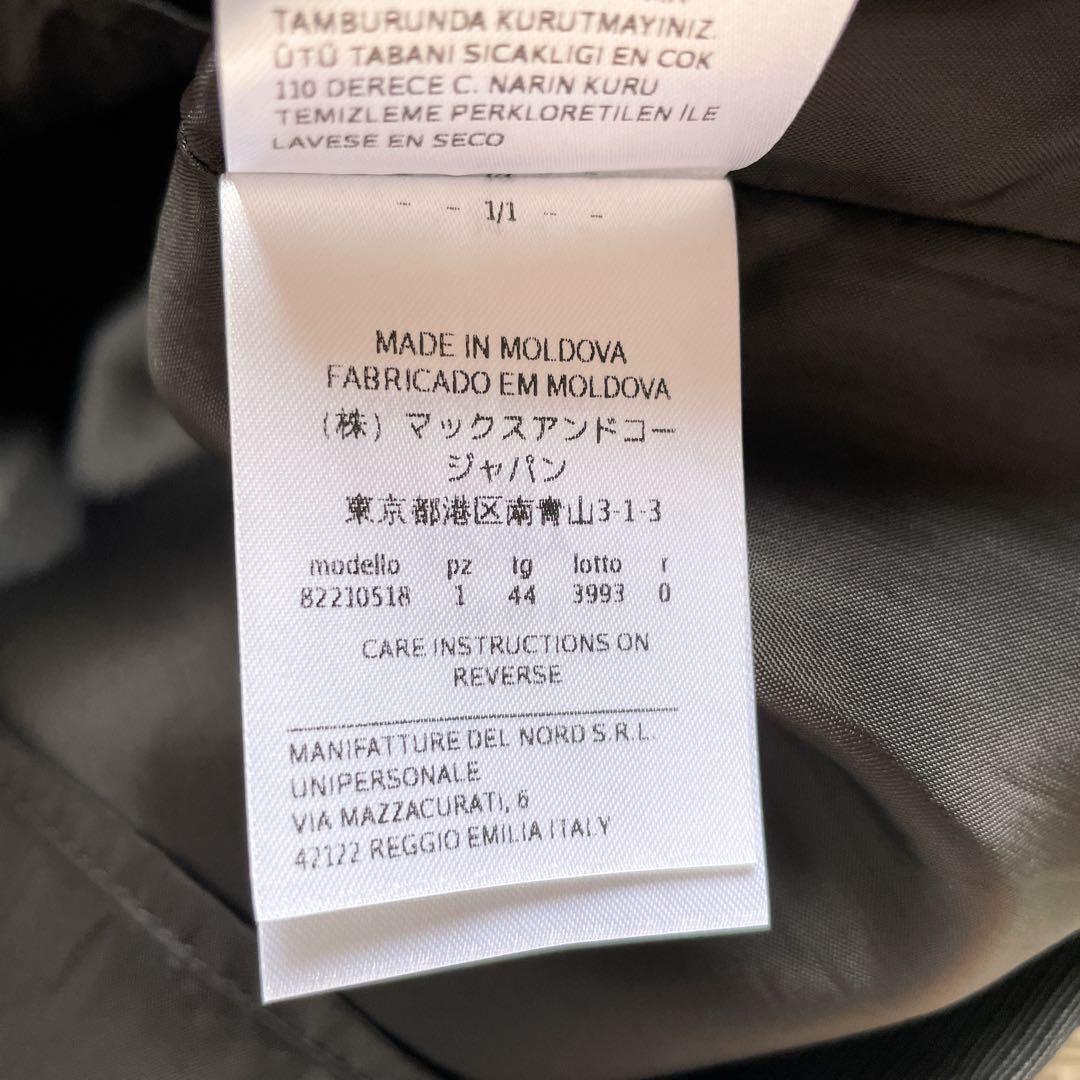 TAMBURUNDA KURUTMAYINIZ.
ÜTÜ TABANI SICAKLIGI EN COK
110 DERECE C. NARIN KURU
TEMIZLEME PERKLORETILEN İLE
LAVESE EN SECO
- - 1/1 - -
MADE IN MOLDOVA
FABRICADO EM MOLDOVA
(株) マックスアンドコー
ジャパン
東京都港区南青山3-1-3
modello pz tg lotto r
82210518 1 44 3993 0
CARE INSTRUCTIONS ON
REVERSE
MANIFATTURE DEL NORD S.R.L.
UNIPERSONALE
VIA MAZZACURATI, 6
42122 REGGIO EMILIA ITALY